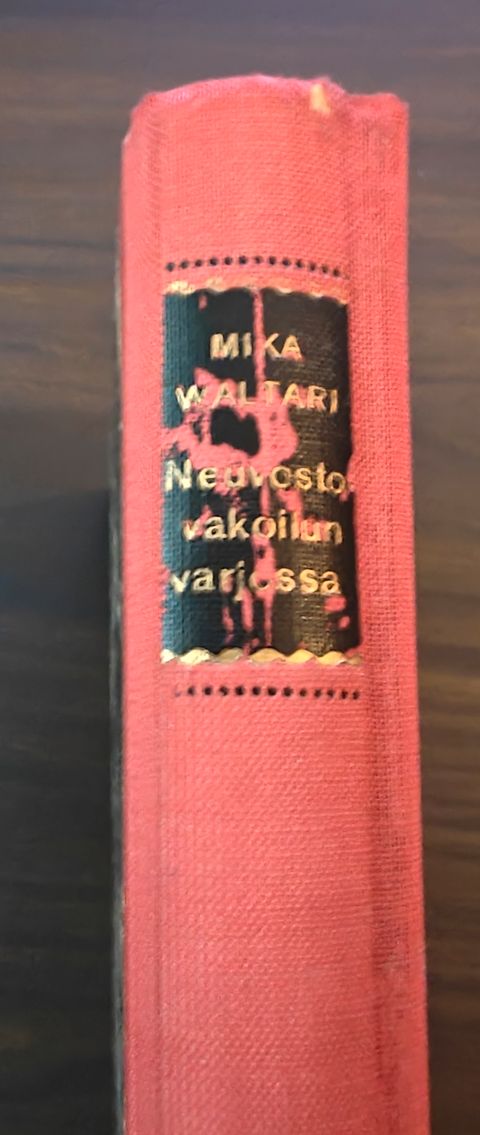 MIKA
WALTARI
Neuvosto-
vakoilun
varjossa